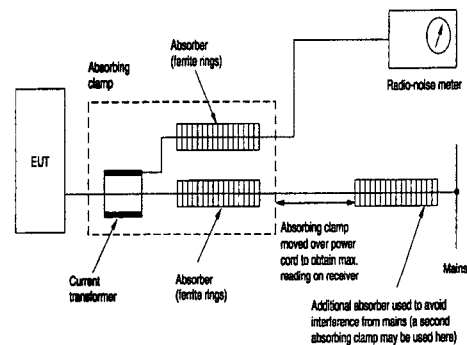 Absorber
(ferrite rings)
Absorbing
clamp
Radio-noise meter
EUT
Absorbing clamp
moved over power
cord to obtain max.
reading on receiver
Current
transformer
Absorber
(ferrite rings)
Mains
Additional absorber used to avoid
interference from mains (a second
absorbing clamp may be used here)